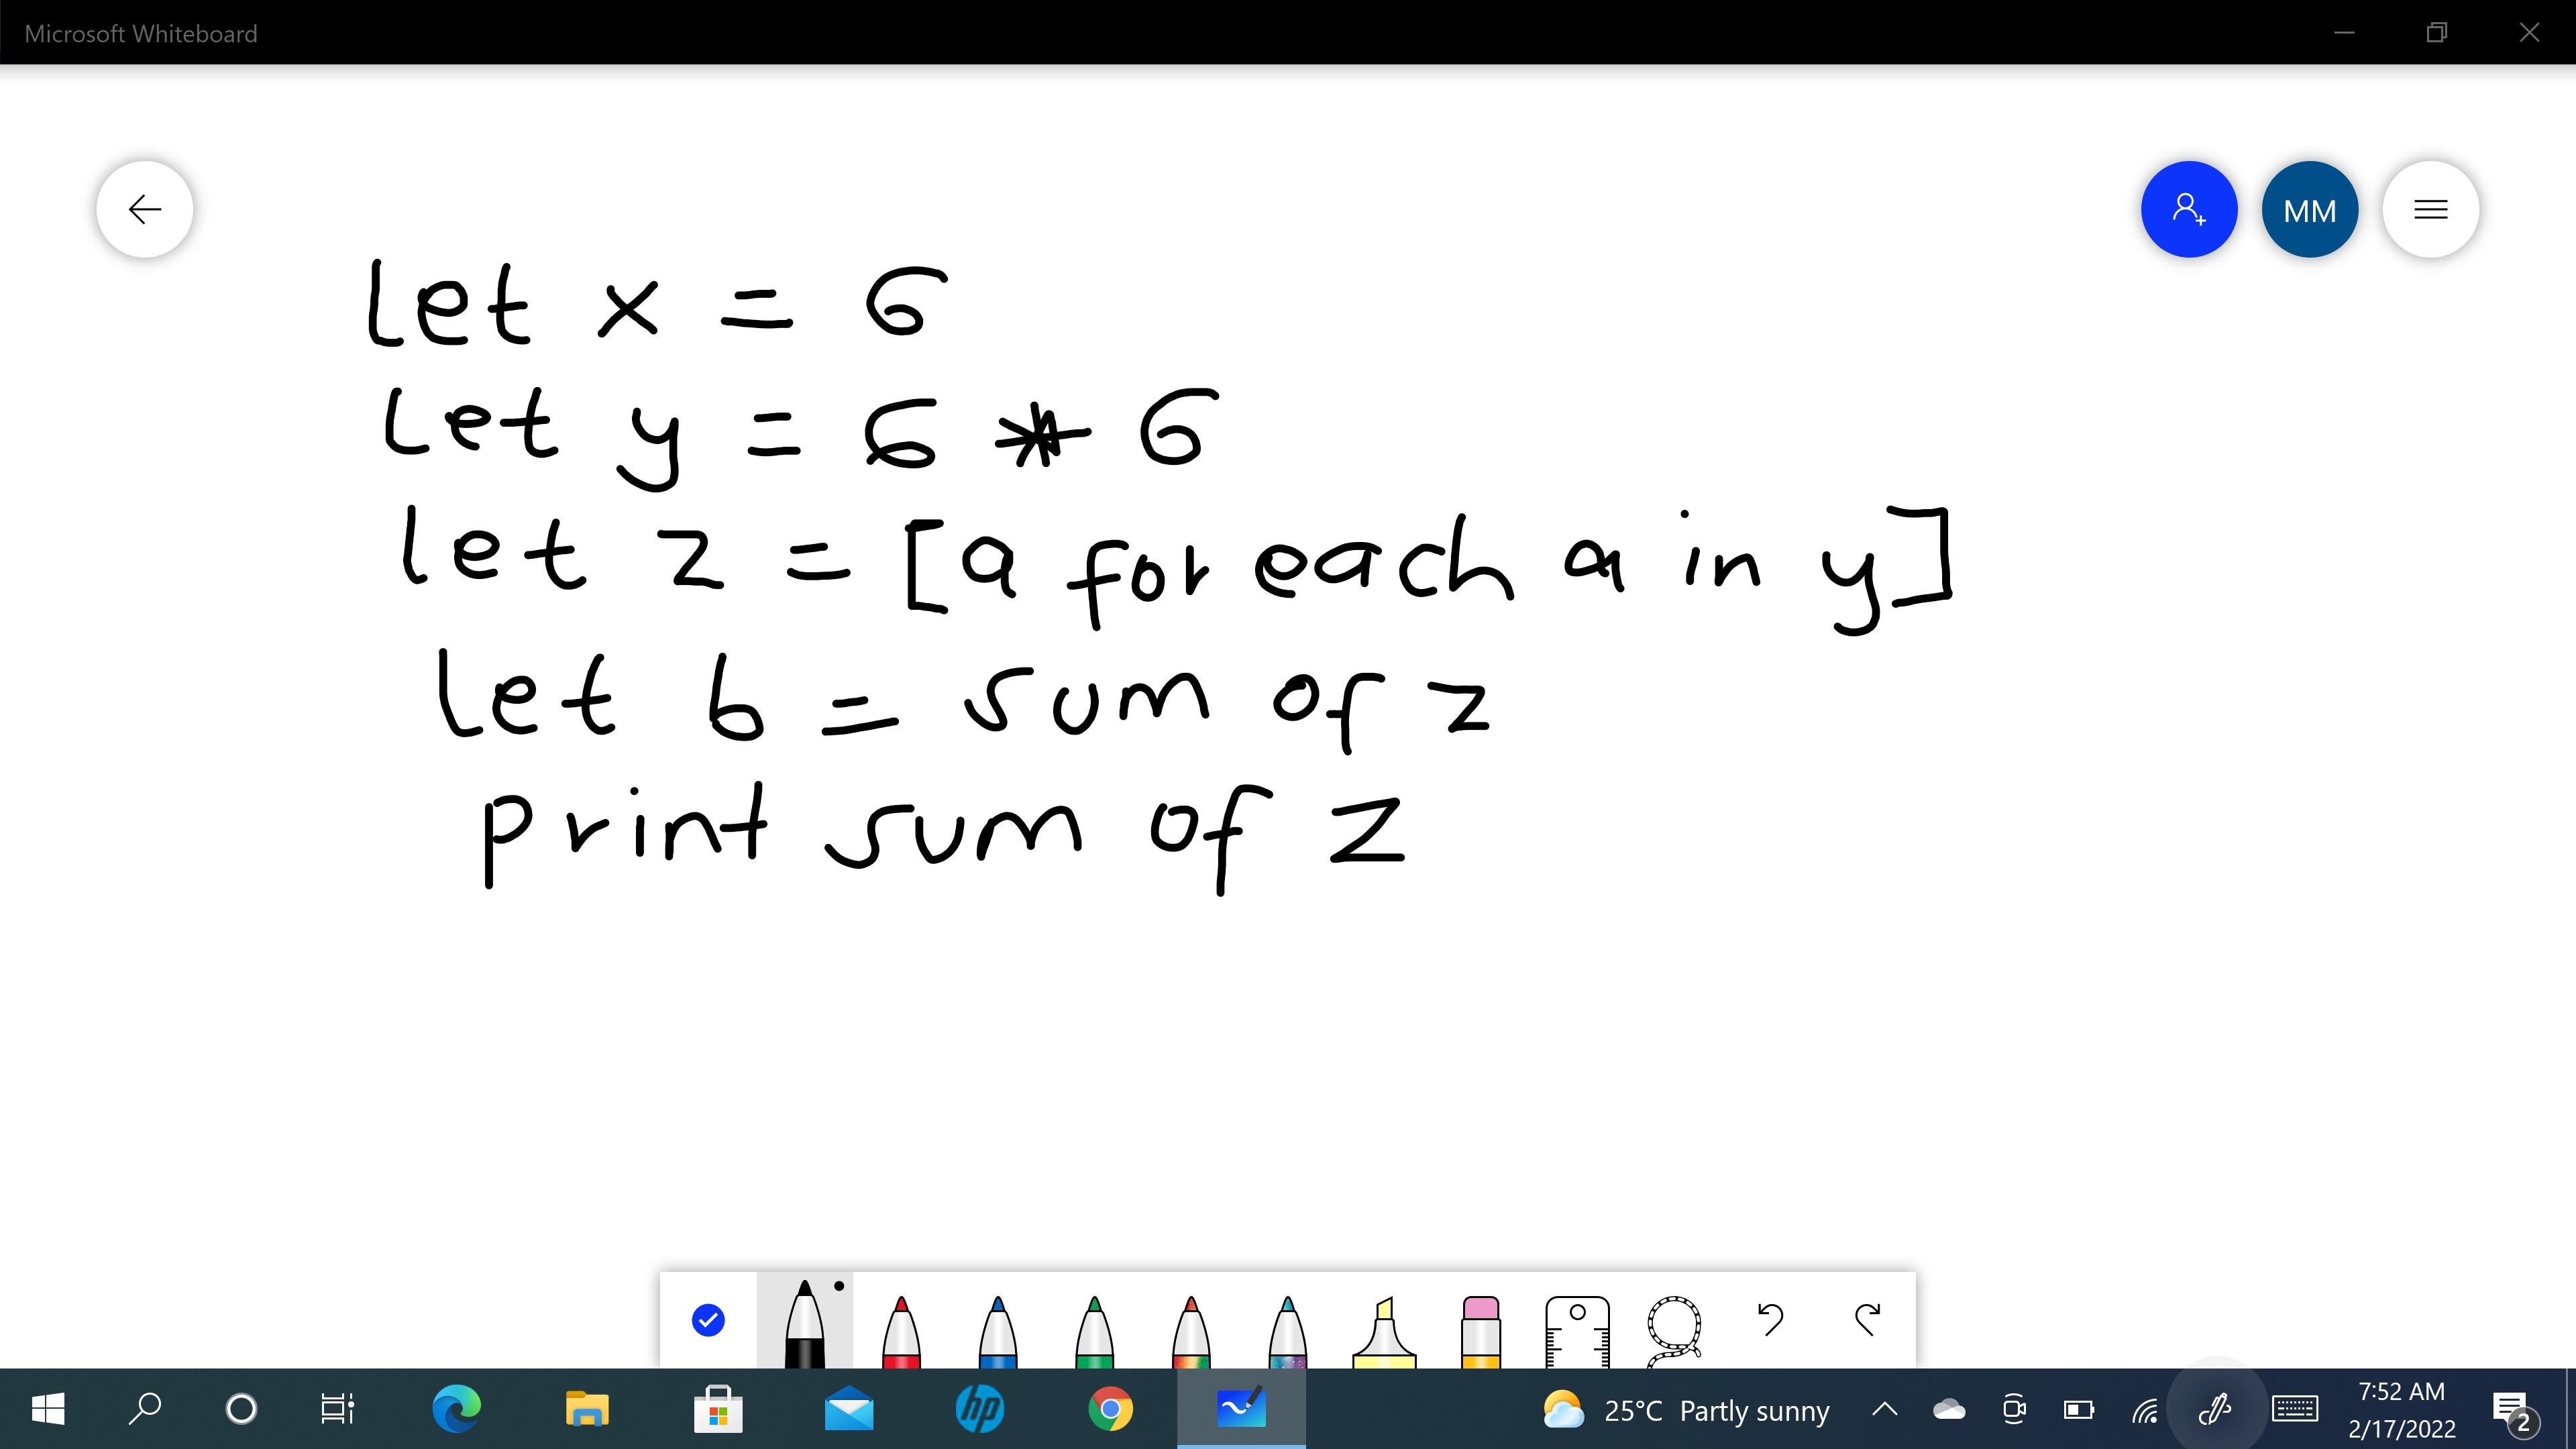 Microsoft Whiteboard
MM
let x = 6
let y = 6 * 6
let z = [a for each a in y]
let b = sum of z
print sum of z
hp
25°C Partly sunny
7:52 AM
2/17/2022
2